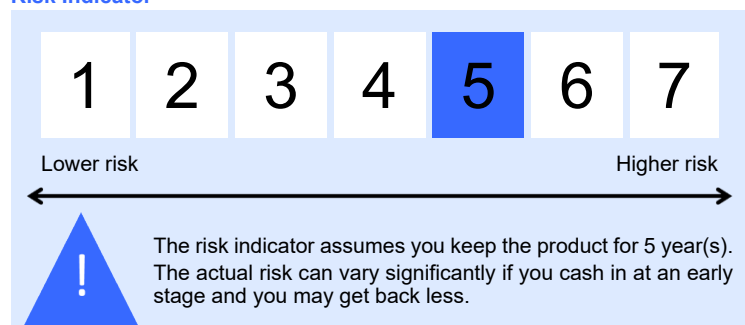 Risk indicator
1 2 3 4 5 6 7
Lower risk Higher risk
!
The risk indicator assumes you keep the product for 5 year(s).
The actual risk can vary significantly if you cash in at an early
stage and you may get back less.